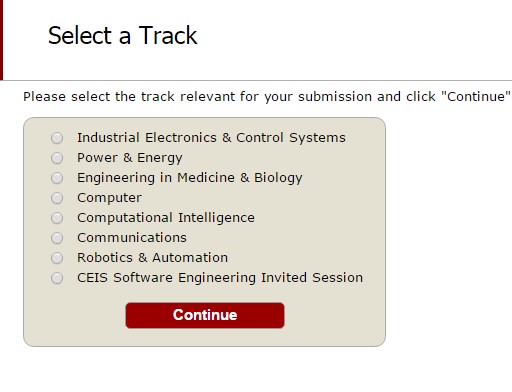 Select a Track
Please select the track relevant for your submission and click "Continue"
Industrial Electronics & Control Systems
Power & Energy
Engineering in Medicine & Biology
Computer
Computational Intelligence
Communications
Robotics & Automation
CEIS Software Engineering Invited Session
Continue